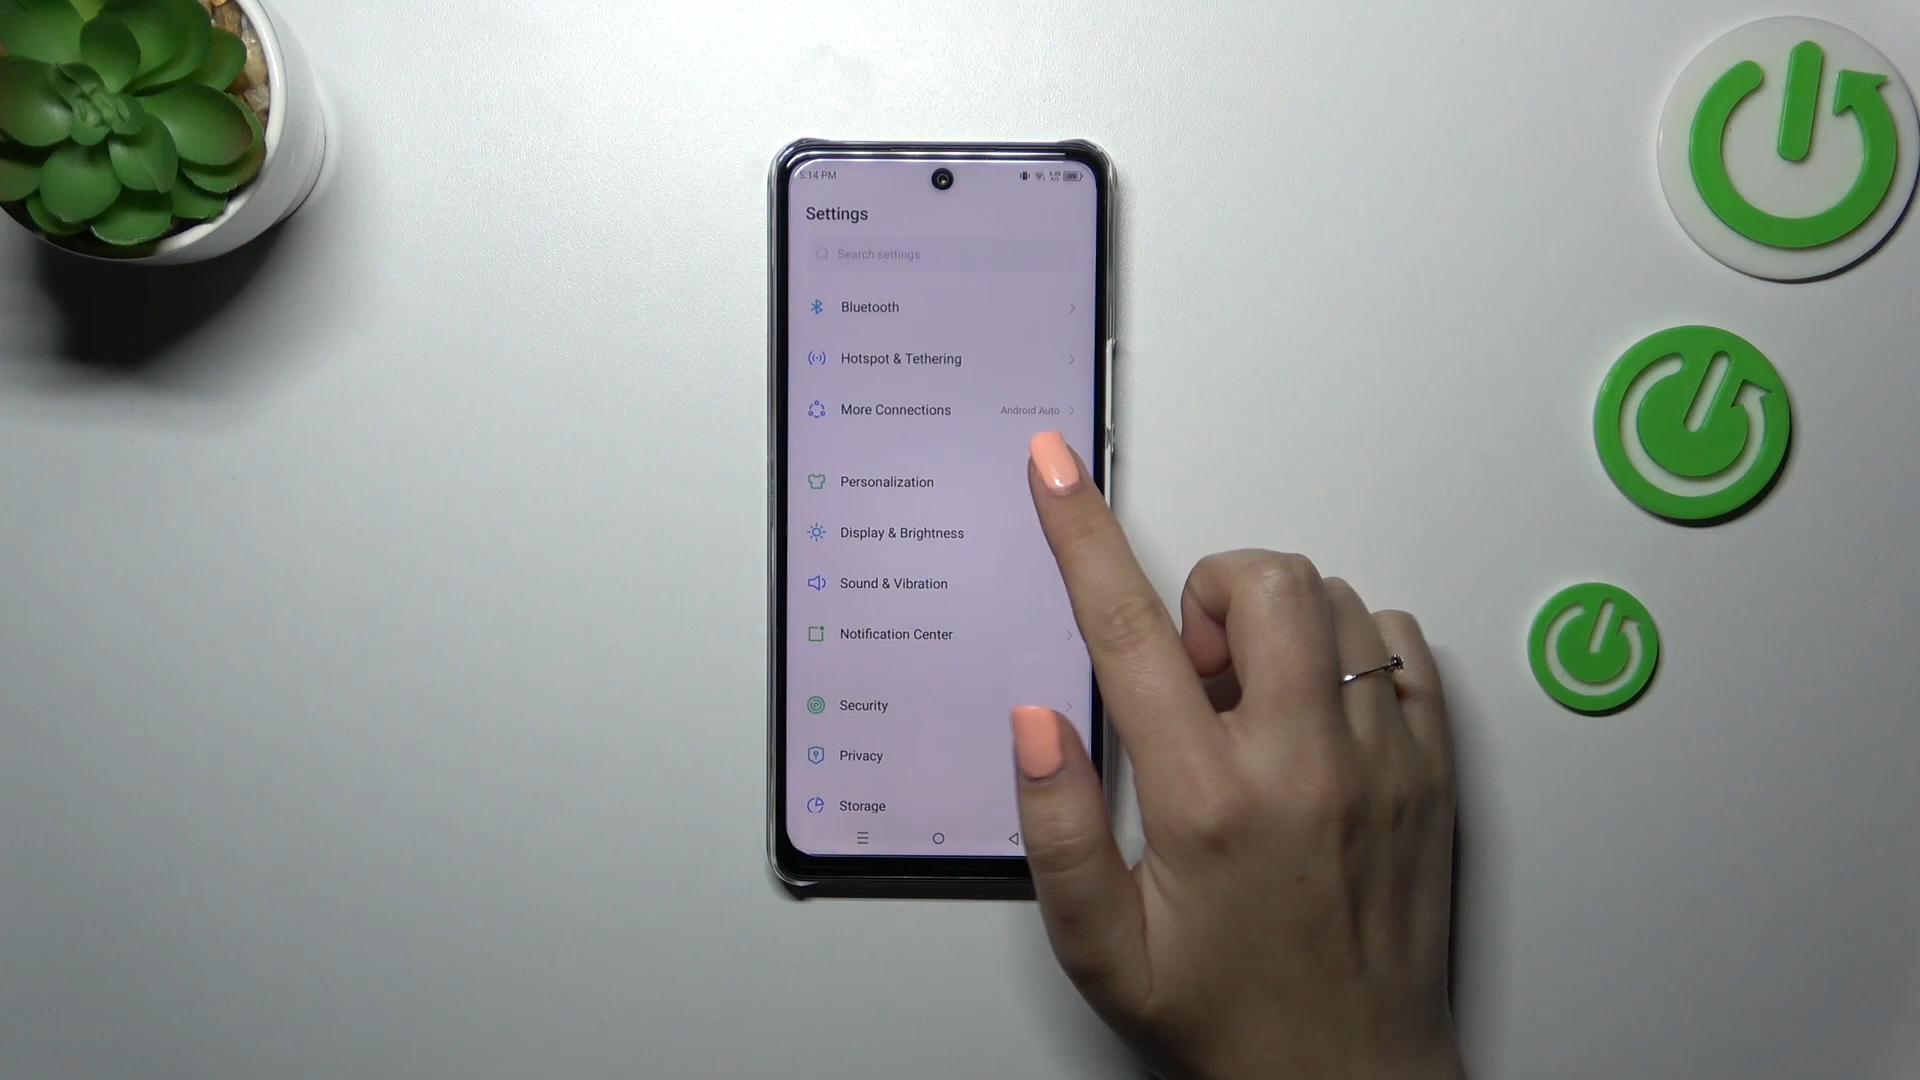 5:14 PM
Settings
Search settings
Bluetooth
Hotspot & Tethering
More Connections Android Auto
Personalization
Display & Brightness
Sound & Vibration
Notification Center
Security
Privacy
Storage